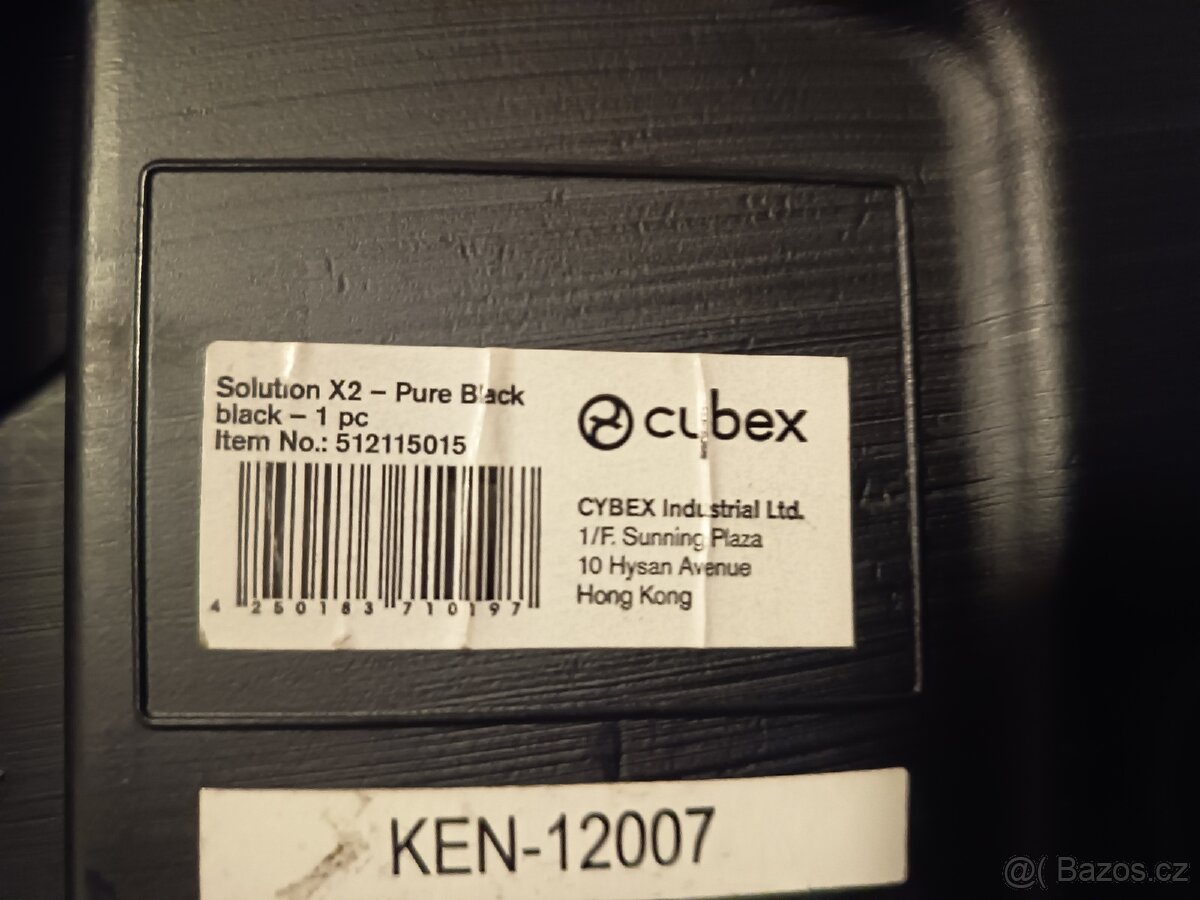 Solution X2 – Pure Black
black – 1 pc
Item No.: 512115015
4 250183 710197
cybex
CYBEX Industrial Ltd.
1/F. Sunning Plaza
10 Hysan Avenue
Hong Kong
KEN-12007
@( Bazos.cz